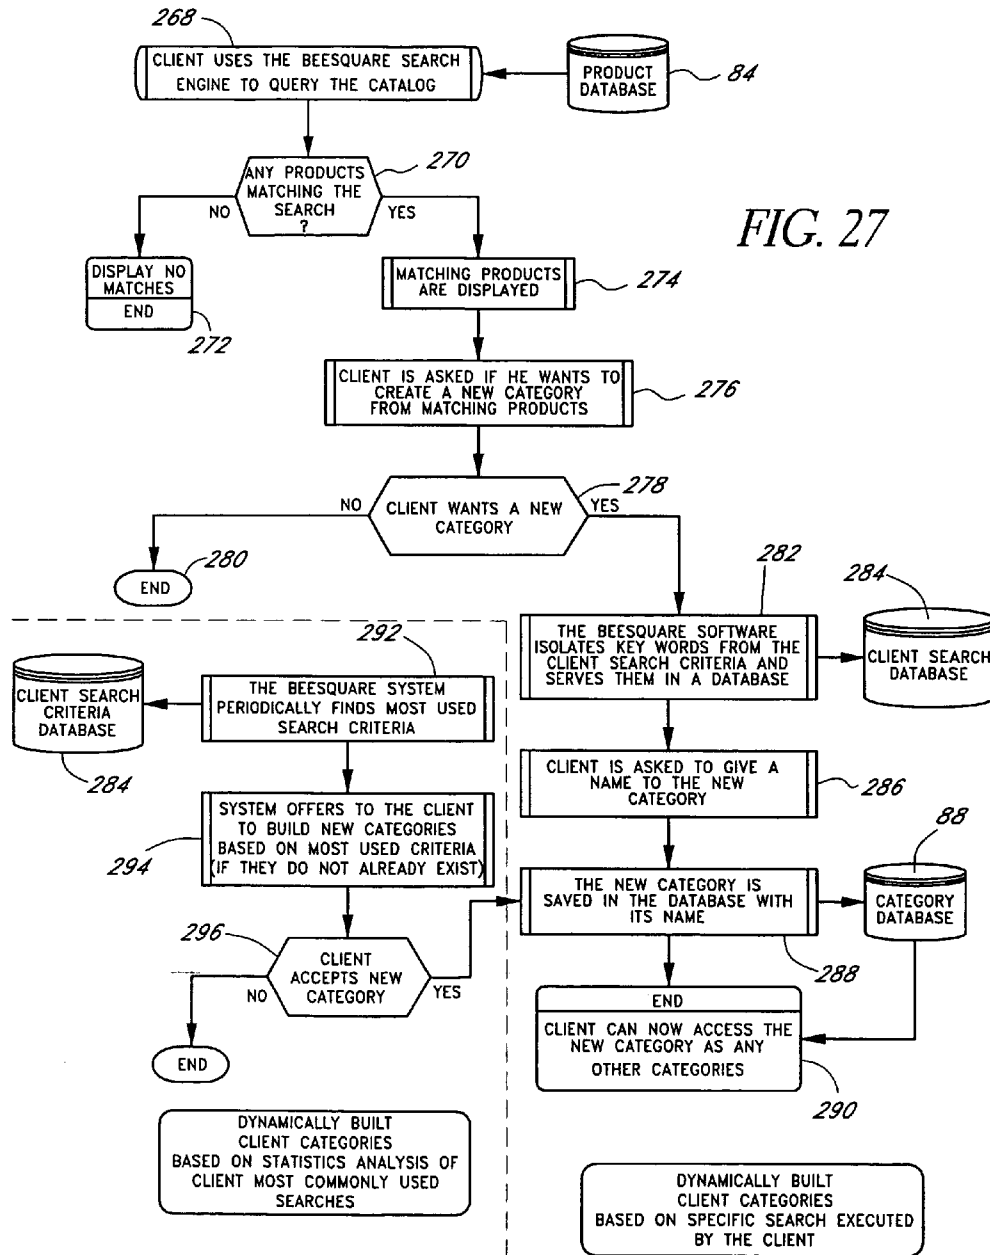 268
CLIENT USES THE BEESQUARE SEARCH
ENGINE TO QUERY THE CATALOG
PRODUCT
DATABASE
84
ANY PRODUCTS
MATCHING THE
SEARCH
?
270
NO
YES
FIG. 27
DISPLAY NO
MATCHES
END
272
MATCHING PRODUCTS
ARE DISPLAYED
274
CLIENT IS ASKED IF HE WANTS TO
CREATE A NEW CATEGORY
FROM MATCHING PRODUCTS
276
NO
CLIENT WANTS A NEW
CATEGORY
278
YES
END
280
282
284
THE BEESQUARE SOFTWARE
ISOLATES KEY WORDS FROM THE
CLIENT SEARCH CRITERIA AND
SERVES THEM IN A DATABASE
CLIENT SEARCH
DATABASE
292
CLIENT SEARCH
CRITERIA
DATABASE
284
THE BEESQUARE SYSTEM
PERIODICALLY FINDS MOST USED
SEARCH CRITERIA
CLIENT IS ASKED TO GIVE A
NAME TO THE NEW
CATEGORY
286
SYSTEM OFFERS TO THE CLIENT
TO BUILD NEW CATEGORIES
BASED ON MOST USED CRITERIA
(IF THEY DO NOT ALREADY EXIST)
294
88
THE NEW CATEGORY IS
SAVED IN THE DATABASE WITH
ITS NAME
CATEGORY
DATABASE
288
296
CLIENT
ACCEPTS NEW
CATEGORY
NO
YES
END
END
CLIENT CAN NOW ACCESS THE
NEW CATEGORY AS ANY
OTHER CATEGORIES
290
DYNAMICALLY BUILT
CLIENT CATEGORIES
BASED ON STATISTICS ANALYSIS OF
CLIENT MOST COMMONLY USED
SEARCHES
DYNAMICALLY BUILT
CLIENT CATEGORIES
BASED ON SPECIFIC SEARCH EXECUTED
BY THE CLIENT